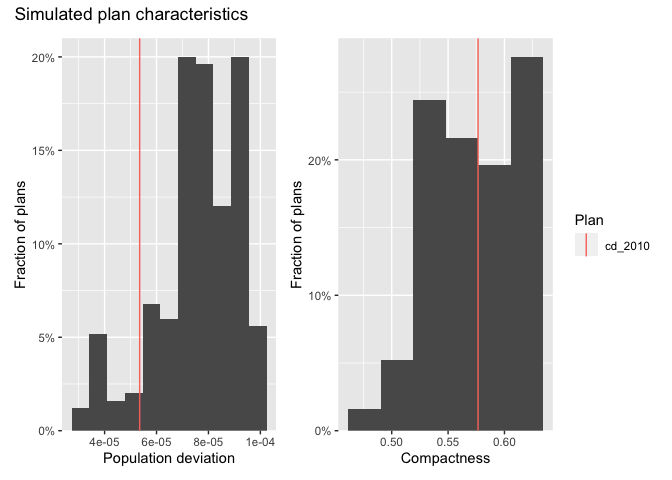 Simulated plan characteristics
Fraction of plans
20%
15%
10%
5%
0%
4e-05 6e-05 8e-05 1e-04
Population deviation
Fraction of plans
20%
10%
0%
0.50 0.55 0.60
Compactness
Plan
cd_2010